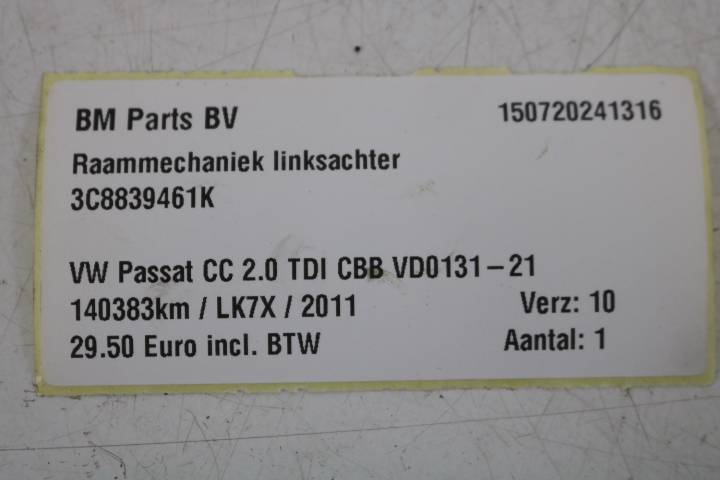 BM Parts BV 150720241316
Raammechaniek linksachter
3C8839461K
VW Passat CC 2.0 TDI CBB VD0131-21
140383km / LK7X / 2011 Verz: 10
29.50 Euro incl. BTW Aantal: 1